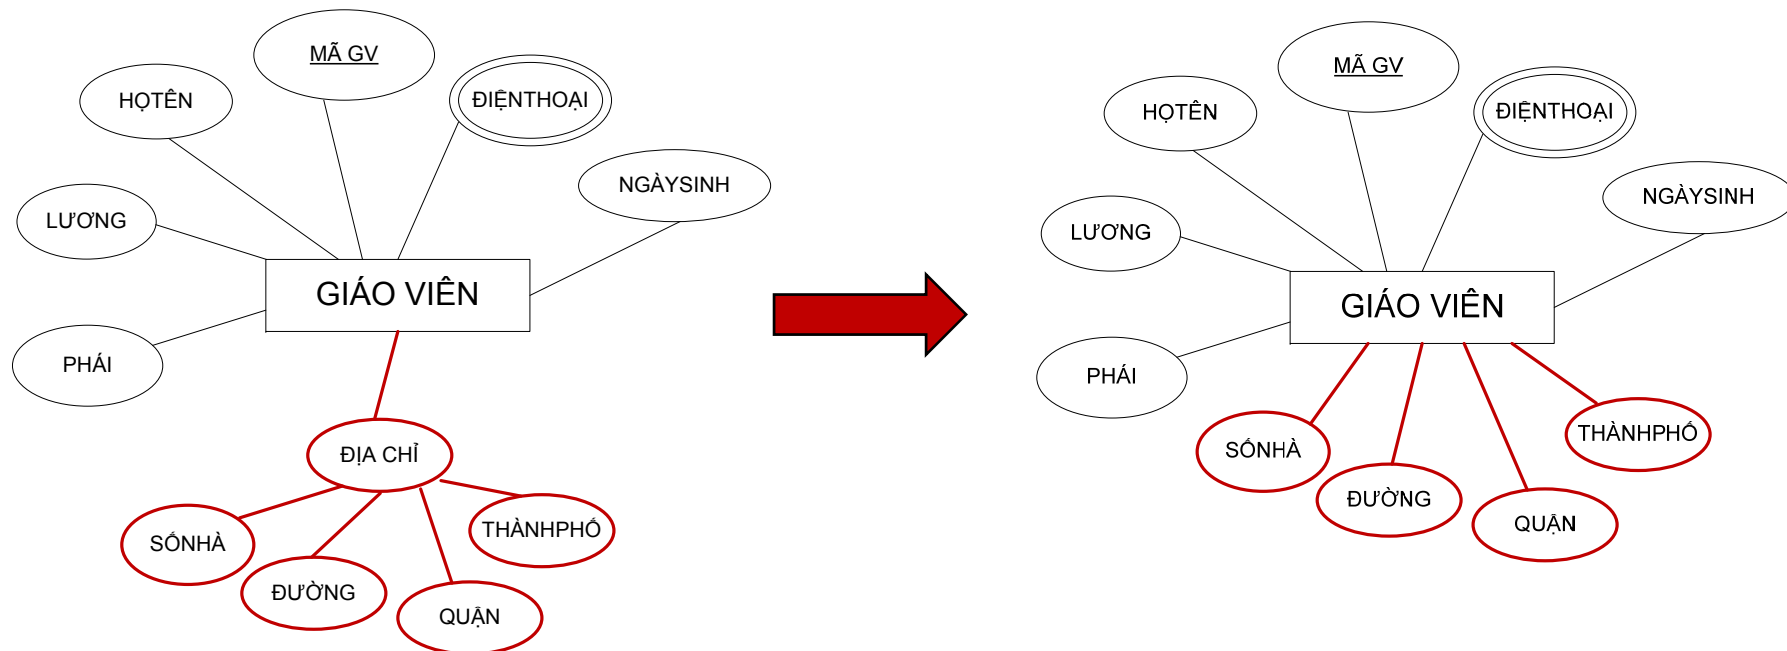 MÃ GV
HỌTÊN
ĐIỆNTHOẠI
NGÀYSINH
LƯƠNG
GIÁO VIÊN
PHÁI
ĐỊA CHỈ
SỐNHÀ
THÀNHPHỐ
ĐƯỜNG
QUẬN
MÃ GV
HỌTÊN
ĐIỆNTHOẠI
NGÀYSINH
LƯƠNG
GIÁO VIÊN
PHÁI
SỐNHÀ
THÀNHPHỐ
ĐƯỜNG
QUẬN